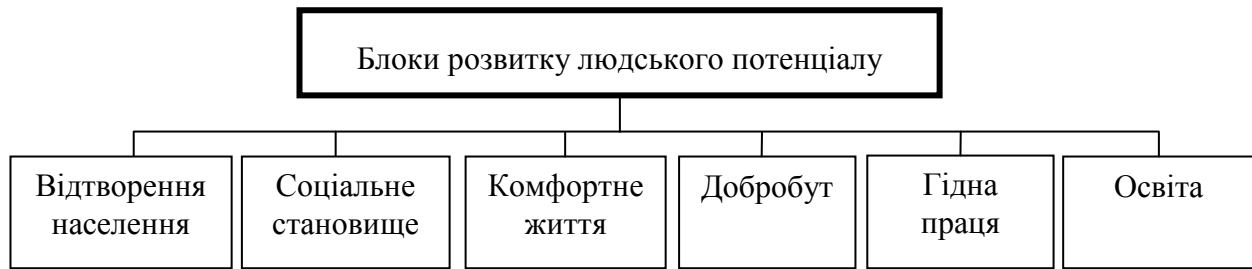 Блоки розвитку людського потенціалу
Відтворення
населення
Соціальне
становище
Комфортне
життя
Добробут
Гідна
праця
Освіта